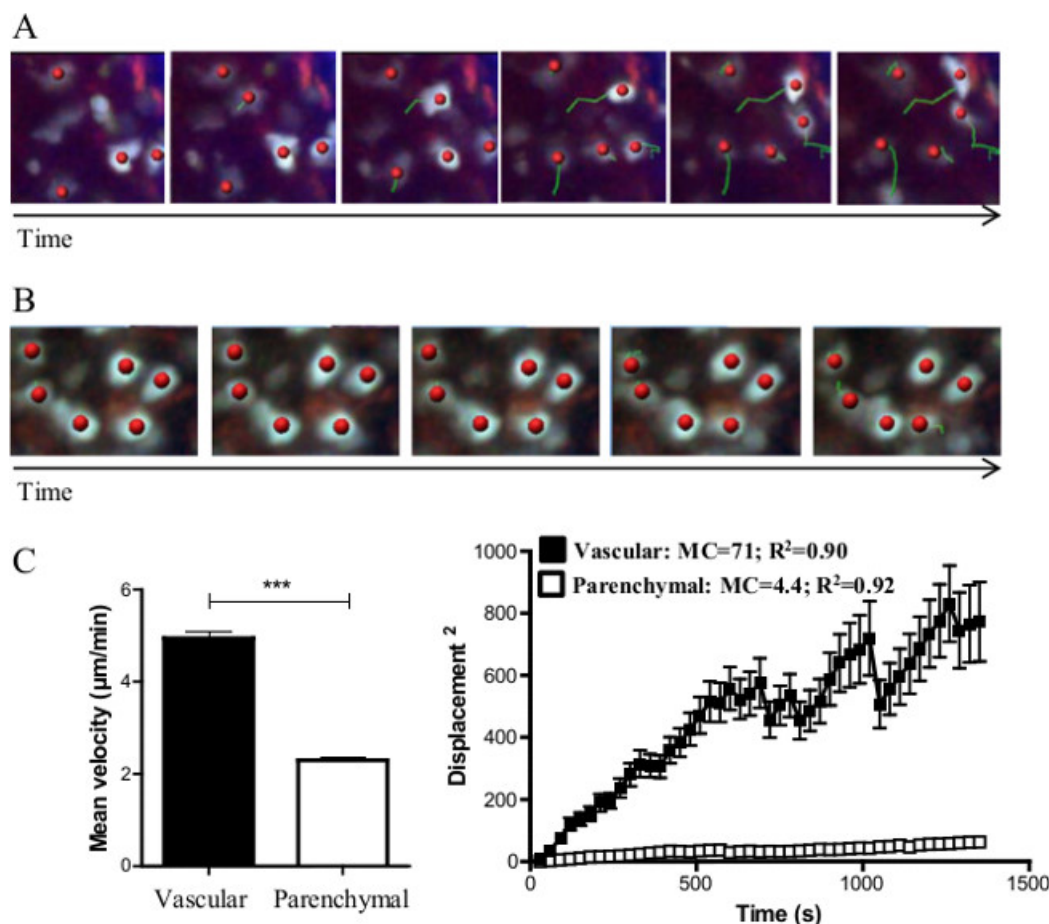 A
Time
B
Time
C
Mean velocity (µm/min)
6
4
2
0
***
Vascular
Parenchymal
Vascular: MC=71; R²=0.90
Parenchymal: MC=4.4; R²=0.92
Displacement ²
1000
800
600
400
200
0
0
500
1000
1500
Time (s)